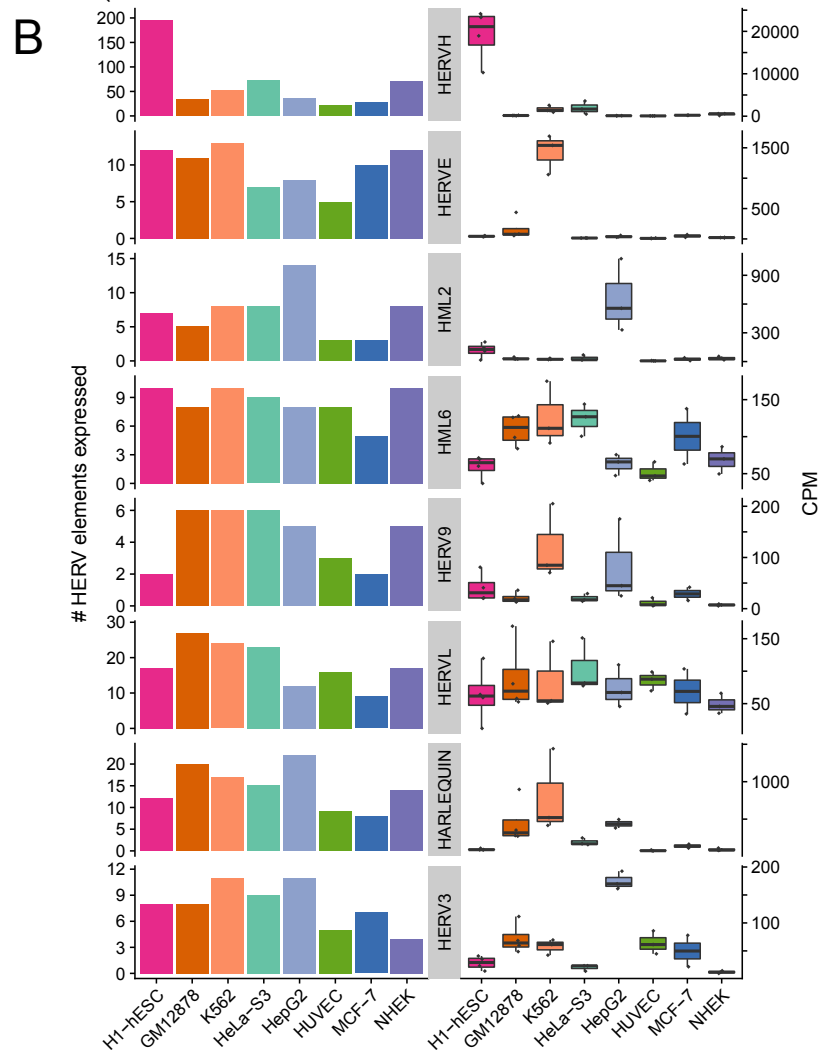 B
# HERV elements expressed
CPM
200
150
100
50
0
HERVH
20000
10000
0
10
5
0
HERVE
1500
500
0
15
10
5
0
HML2
900
300
0
9
6
3
0
HML6
150
50
6
4
2
0
HERV9
200
100
0
30
20
10
0
HERVL
150
50
20
15
10
5
0
HARLEQUIN
1000
12
9
6
3
0
HERV3
200
100
H1−hESC
GM12878
K562
HeLa−S3
HepG2
HUVEC
MCF−7
NHEK
H1−hESC
GM12878
K562
HeLa−S3
HepG2
HUVEC
MCF−7
NHEK